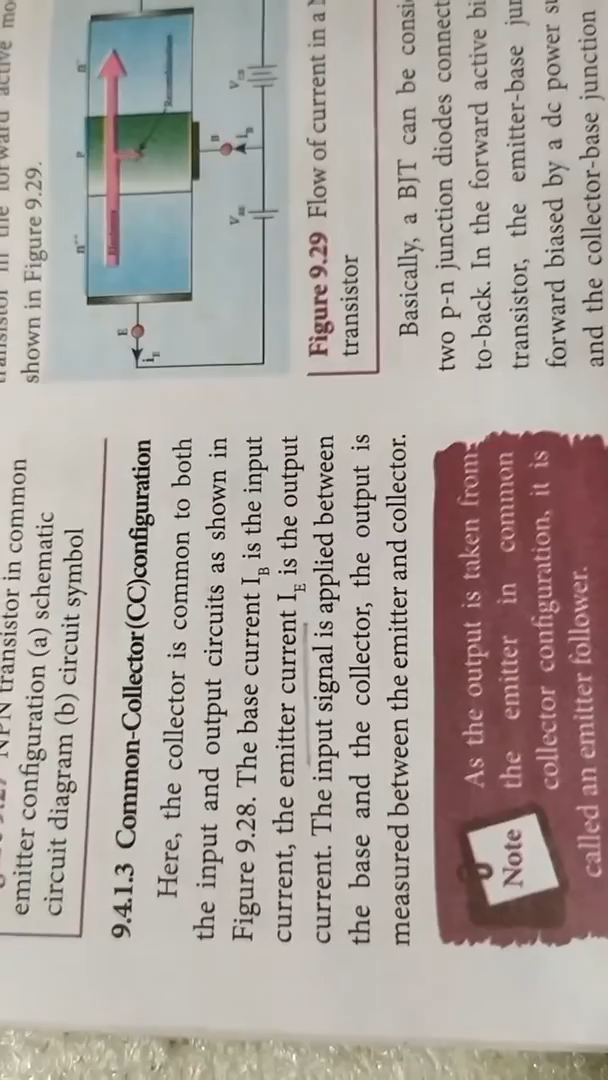 NPN transistor in common
emitter configuration (a) schematic
circuit diagram (b) circuit symbol
9.4.1.3 Common-Collector(CC)configuration
Here, the collector is common to both
the input and output circuits as shown in
Figure 9.28. The base current I_B is the input
current, the emitter current I_E is the output
current. The input signal is applied between
the base and the collector, the output is
measured between the emitter and collector.
Note
As the output is taken from
the emitter in common
collector configuration, it is
called an emitter follower.
shown in Figure 9.29.
n
p
n
E
B
Recombination
Figure 9.29 Flow of current in a
transistor
Basically, a BJT can be
two p-n junction diodes
to-back. In the forward active
transistor, the emitter-base
forward biased by a dc power
and the collector-base junction